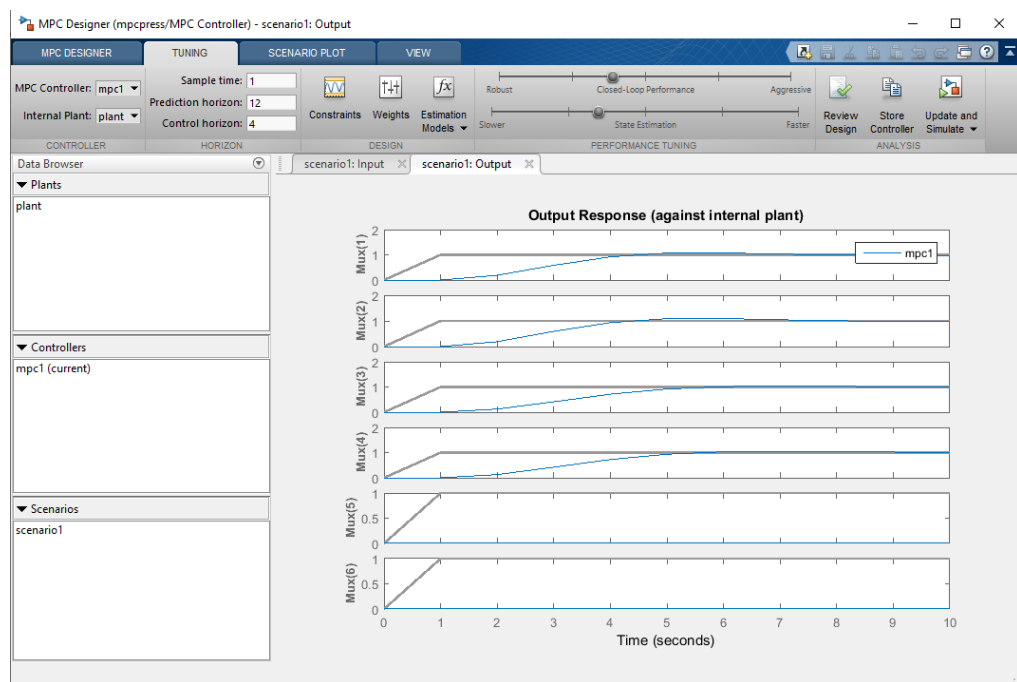 MPC Designer (mpcpress/MPC Controller) - scenario1: Output
MPC DESIGNER TUNING SCENARIO PLOT VIEW
MPC Controller: mpc1
Internal Plant: plant
CONTROLLER
Sample time: 1
Prediction horizon: 12
Control horizon: 4
HORIZON
Constraints Weights Estimation Models
DESIGN
Robust Closed-Loop Performance Aggressive
Slower State Estimation Faster
PERFORMANCE TUNING
Review Design Store Controller Update and Simulate
ANALYSIS
Data Browser
Plants
plant
Controllers
mpc1 (current)
Scenarios
scenario1
scenario1: Input scenario1: Output
Output Response (against internal plant)
mpc1
Mux(1)
2
1
0
Mux(2)
2
1
0
Mux(3)
2
1
0
Mux(4)
2
1
0
Mux(5)
1
0.5
0
Mux(6)
1
0.5
0
0 1 2 3 4 5 6 7 8 9 10
Time (seconds)